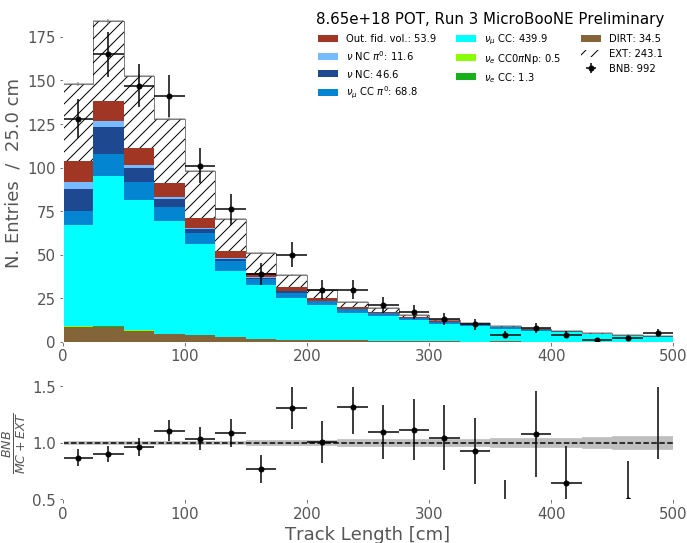 8.65e+18 POT, Run 3 MicroBooNE Preliminary
Out. fid. vol.: 53.9
ν NC π⁰: 11.6
ν NC: 46.6
ν_μ CC π⁰: 68.8
ν_μ CC: 439.9
ν_e CC0πNp: 0.5
ν_e CC: 1.3
DIRT: 34.5
EXT: 243.1
BNB: 992
N. Entries / 25.0 cm
175
150
125
100
75
50
25
0
0 100 200 300 400 500
BNB
MC + EXT
1.5
1.0
0.5
0 100 200 300 400 500
Track Length [cm]